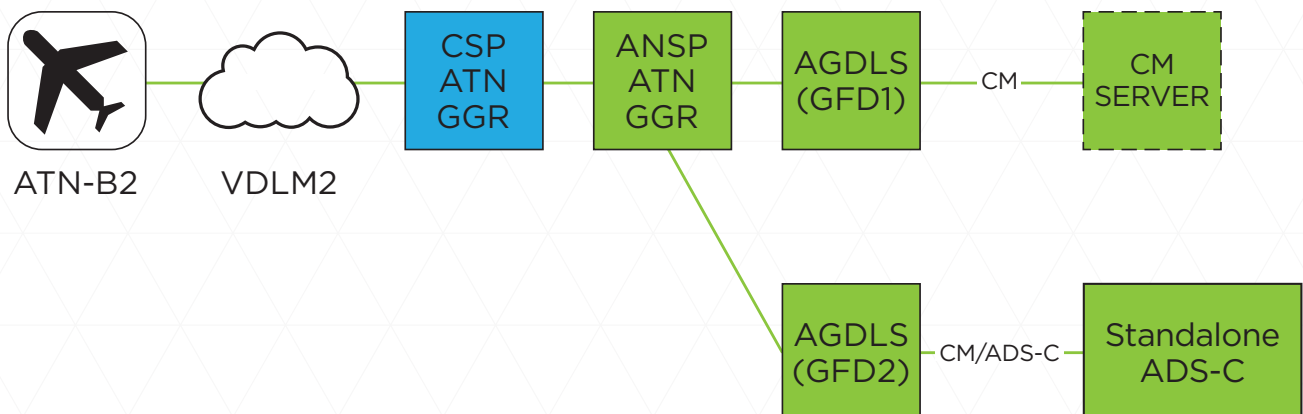 CSP
ATN
GGR
ANSP
ATN
GGR
AGDLS
(GFD1)
CM
CM
SERVER
ATN-B2
VDLM2
AGDLS
(GFD2)
CM/ADS-C
Standalone
ADS-C